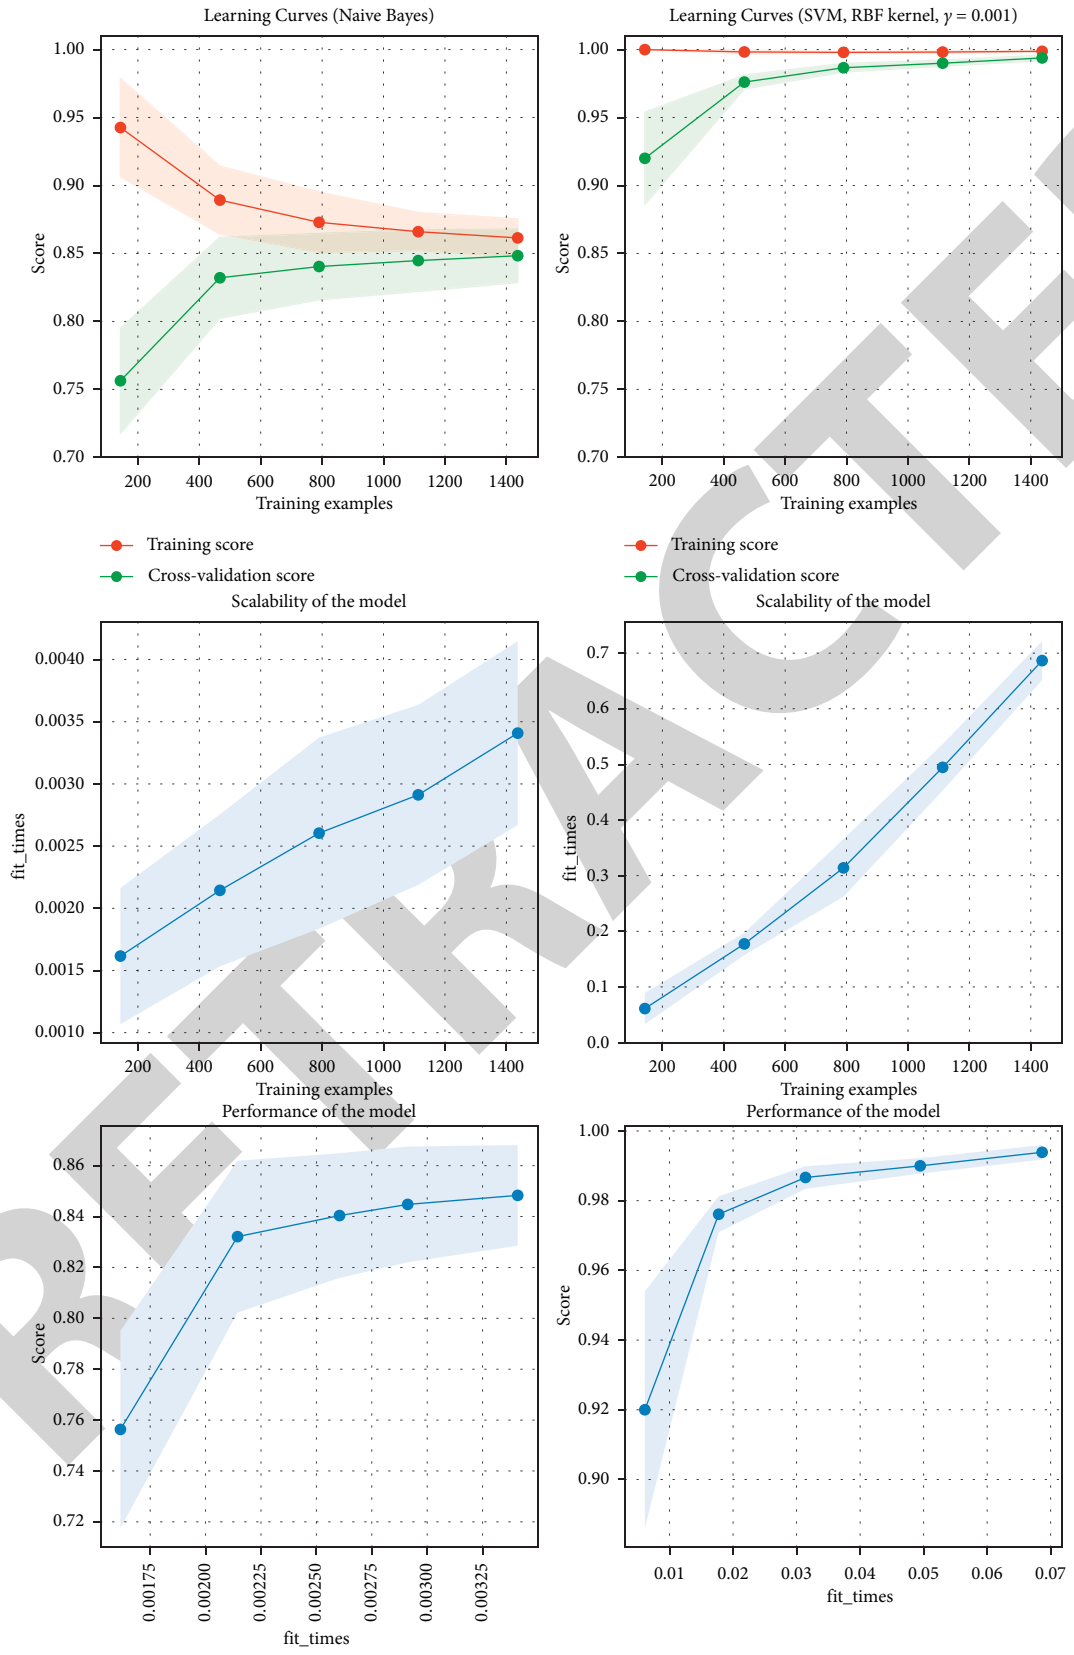 Learning Curves (Naive Bayes)
1.00
0.95
0.90
0.85
0.80
0.75
0.70
Score
200 400 600 800 1000 1200 1400
Training examples
Training score
Cross-validation score
Learning Curves (SVM, RBF kernel, γ = 0.001)
1.00
0.95
0.90
0.85
0.80
0.75
0.70
Score
200 400 600 800 1000 1200 1400
Training examples
Training score
Cross-validation score
Scalability of the model
0.0040
0.0035
0.0030
0.0025
0.0020
0.0015
0.0010
fit_times
200 400 600 800 1000 1200 1400
Training examples
Scalability of the model
0.7
0.6
0.5
0.4
0.3
0.2
0.1
0.0
fit_times
200 400 600 800 1000 1200 1400
Training examples
Performance of the model
0.86
0.84
0.82
0.80
0.78
0.76
0.74
0.72
Score
0.00175 0.00200 0.00225 0.00250 0.00275 0.00300 0.00325
fit_times
Performance of the model
1.00
0.98
0.96
0.94
0.92
0.90
Score
0.01 0.02 0.03 0.04 0.05 0.06 0.07
fit_times
RETRACTE